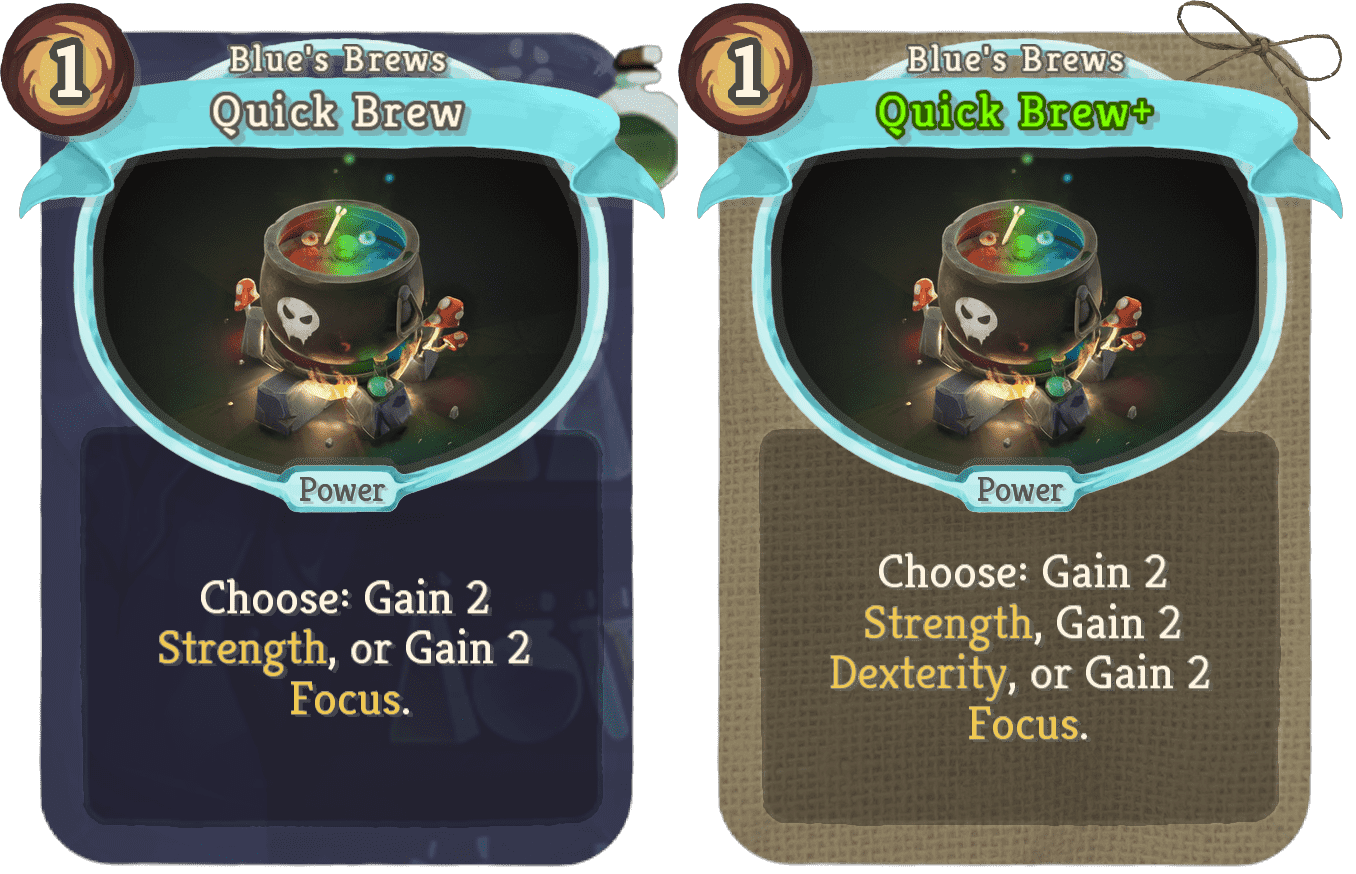 1
Blue's Brews
Quick Brew
Power
Choose: Gain 2
Strength, or Gain 2
Focus.
1
Blue's Brews
Quick Brew+
Power
Choose: Gain 2
Strength, Gain 2
Dexterity, or Gain 2
Focus.